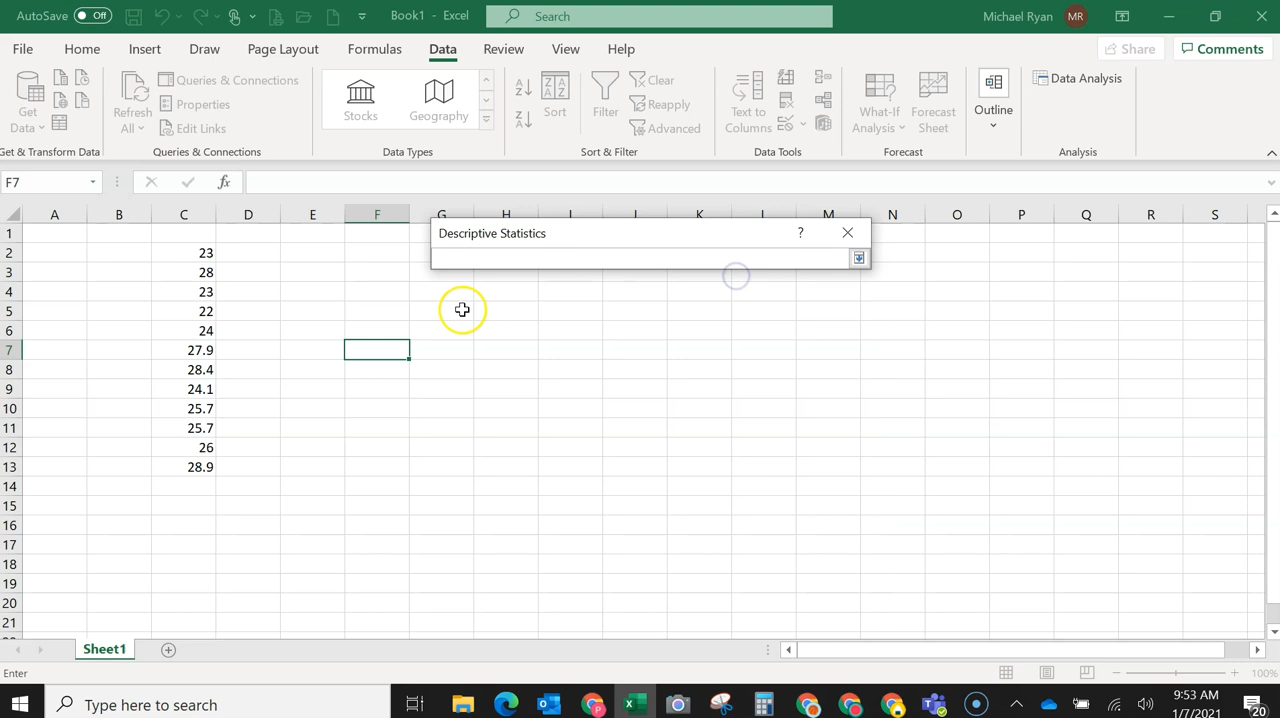 AutoSave Off Book1 - Excel Search Michael Ryan MR
File Home Insert Draw Page Layout Formulas Data Review View Help Share Comments
Get Data
Refresh All
Queries & Connections
Properties
Edit Links
Stocks Geography
Sort
Filter
Clear
Reapply
Advanced
Text to Columns
What-If Analysis
Forecast Sheet
Outline
Data Analysis
Get & Transform Data Queries & Connections Data Types Sort & Filter Data Tools Forecast Analysis
F7 fx
A B C D E F G H I J K L M N O P Q R S
Descriptive Statistics ?
1
2 23
3 28
4 23
5 22
6 24
7 27.9
8 28.4
9 24.1
10 25.7
11 25.7
12 26
13 28.9
14
15
16
17
18
19
20
21
Sheet1
Enter 100%
Type here to search
9:53 AM
1/7/2021
20